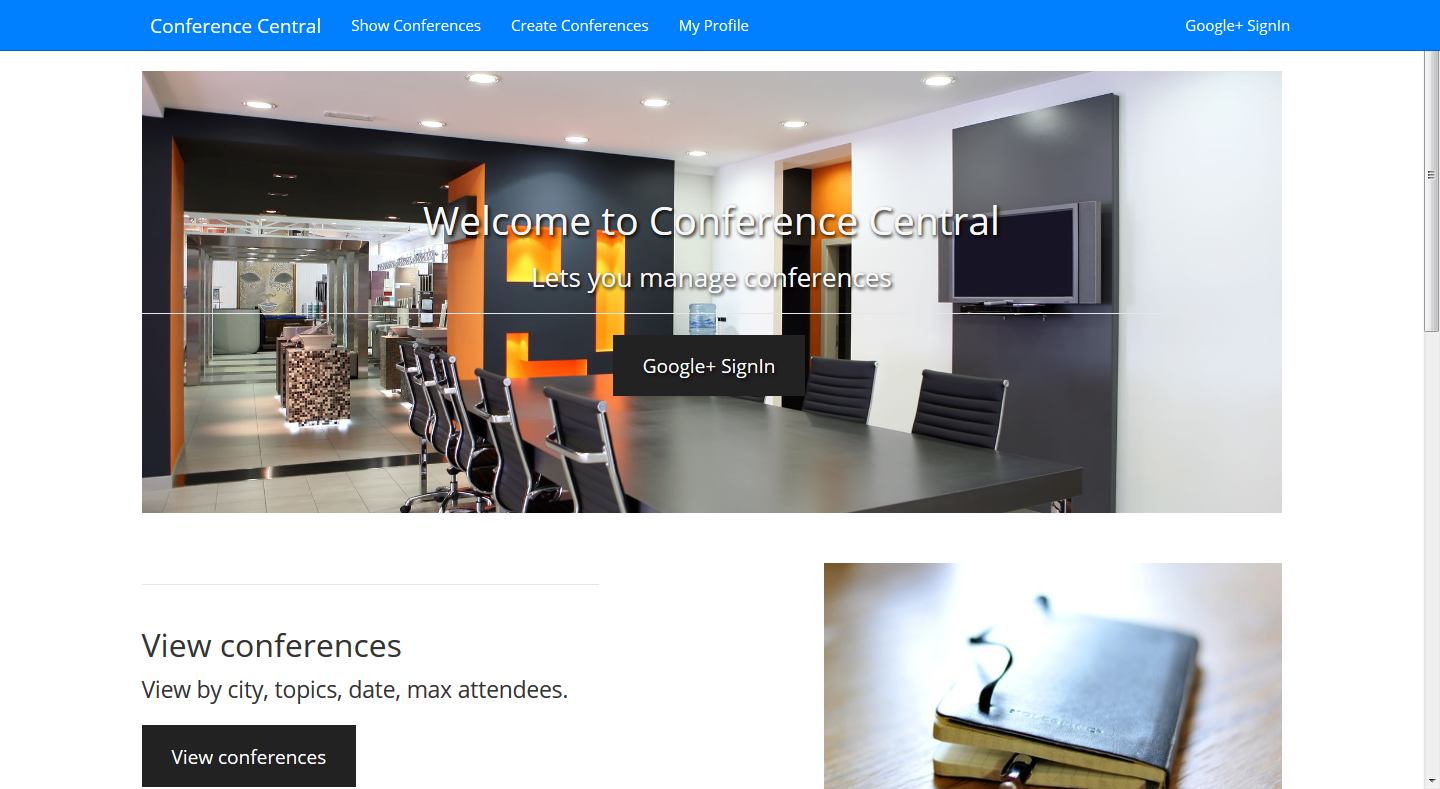 Conference Central Show Conferences Create Conferences My Profile Google+ SignIn
Welcome to Conference Central
Lets you manage conferences
Google+ SignIn
View conferences
View by city, topics, date, max attendees.
View conferences